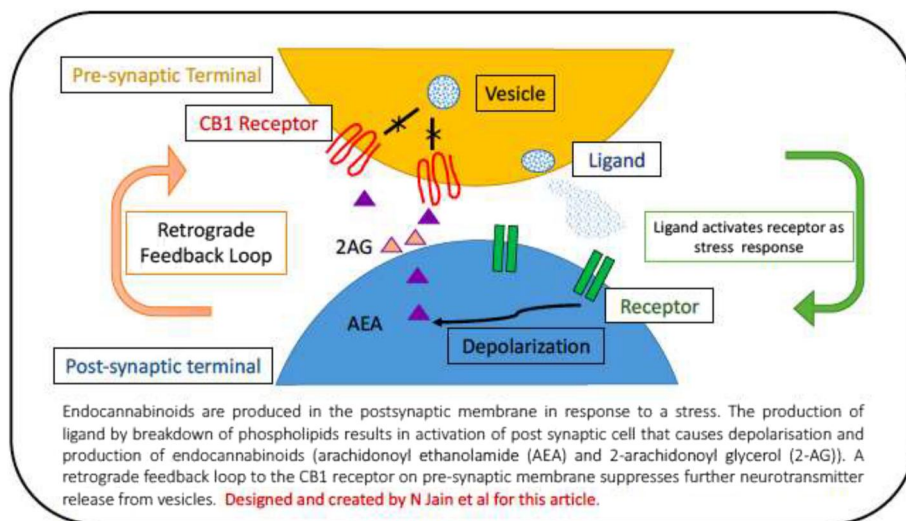 Pre-synaptic Terminal
Vesicle
CB1 Receptor
Ligand
Retrograde
Feedback Loop
2AG
Ligand activates receptor as
stress response
AEA
Receptor
Depolarization
Post-synaptic terminal
Endocannabinoids are produced in the postsynaptic membrane in response to a stress. The production of
ligand by breakdown of phospholipids results in activation of post synaptic cell that causes depolarisation and
production of endocannabinoids (arachidonoyl ethanolamide (AEA) and 2-arachidonoyl glycerol (2-AG)). A
retrograde feedback loop to the CB1 receptor on pre-synaptic membrane suppresses further neurotransmitter
release from vesicles. Designed and created by N Jain et al for this article.